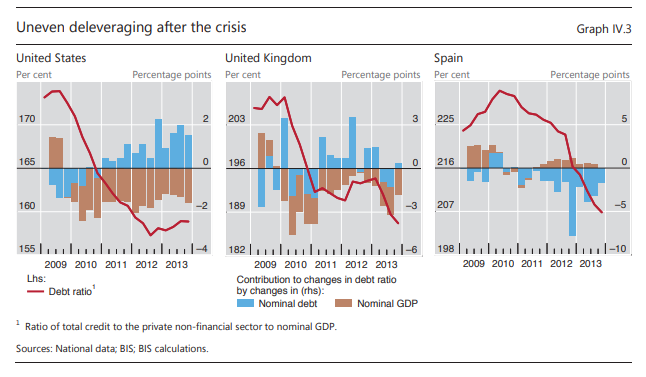 Uneven deleveraging after the crisis
Graph IV.3
United States
United Kingdom
Spain
Per cent
Percentage points
Per cent
Percentage points
Per cent
Percentage points
170
165
160
155
2
0
–2
–4
203
196
189
182
3
0
–3
–6
225
216
207
198
5
0
–5
–10
2009 2010 2011 2012 2013
2009 2010 2011 2012 2013
2009 2010 2011 2012 2013
Lhs:
Debt ratio¹
Contribution to changes in debt ratio
by changes in (rhs):
Nominal debt
Nominal GDP
¹ Ratio of total credit to the private non-financial sector to nominal GDP.
Sources: National data; BIS; BIS calculations.